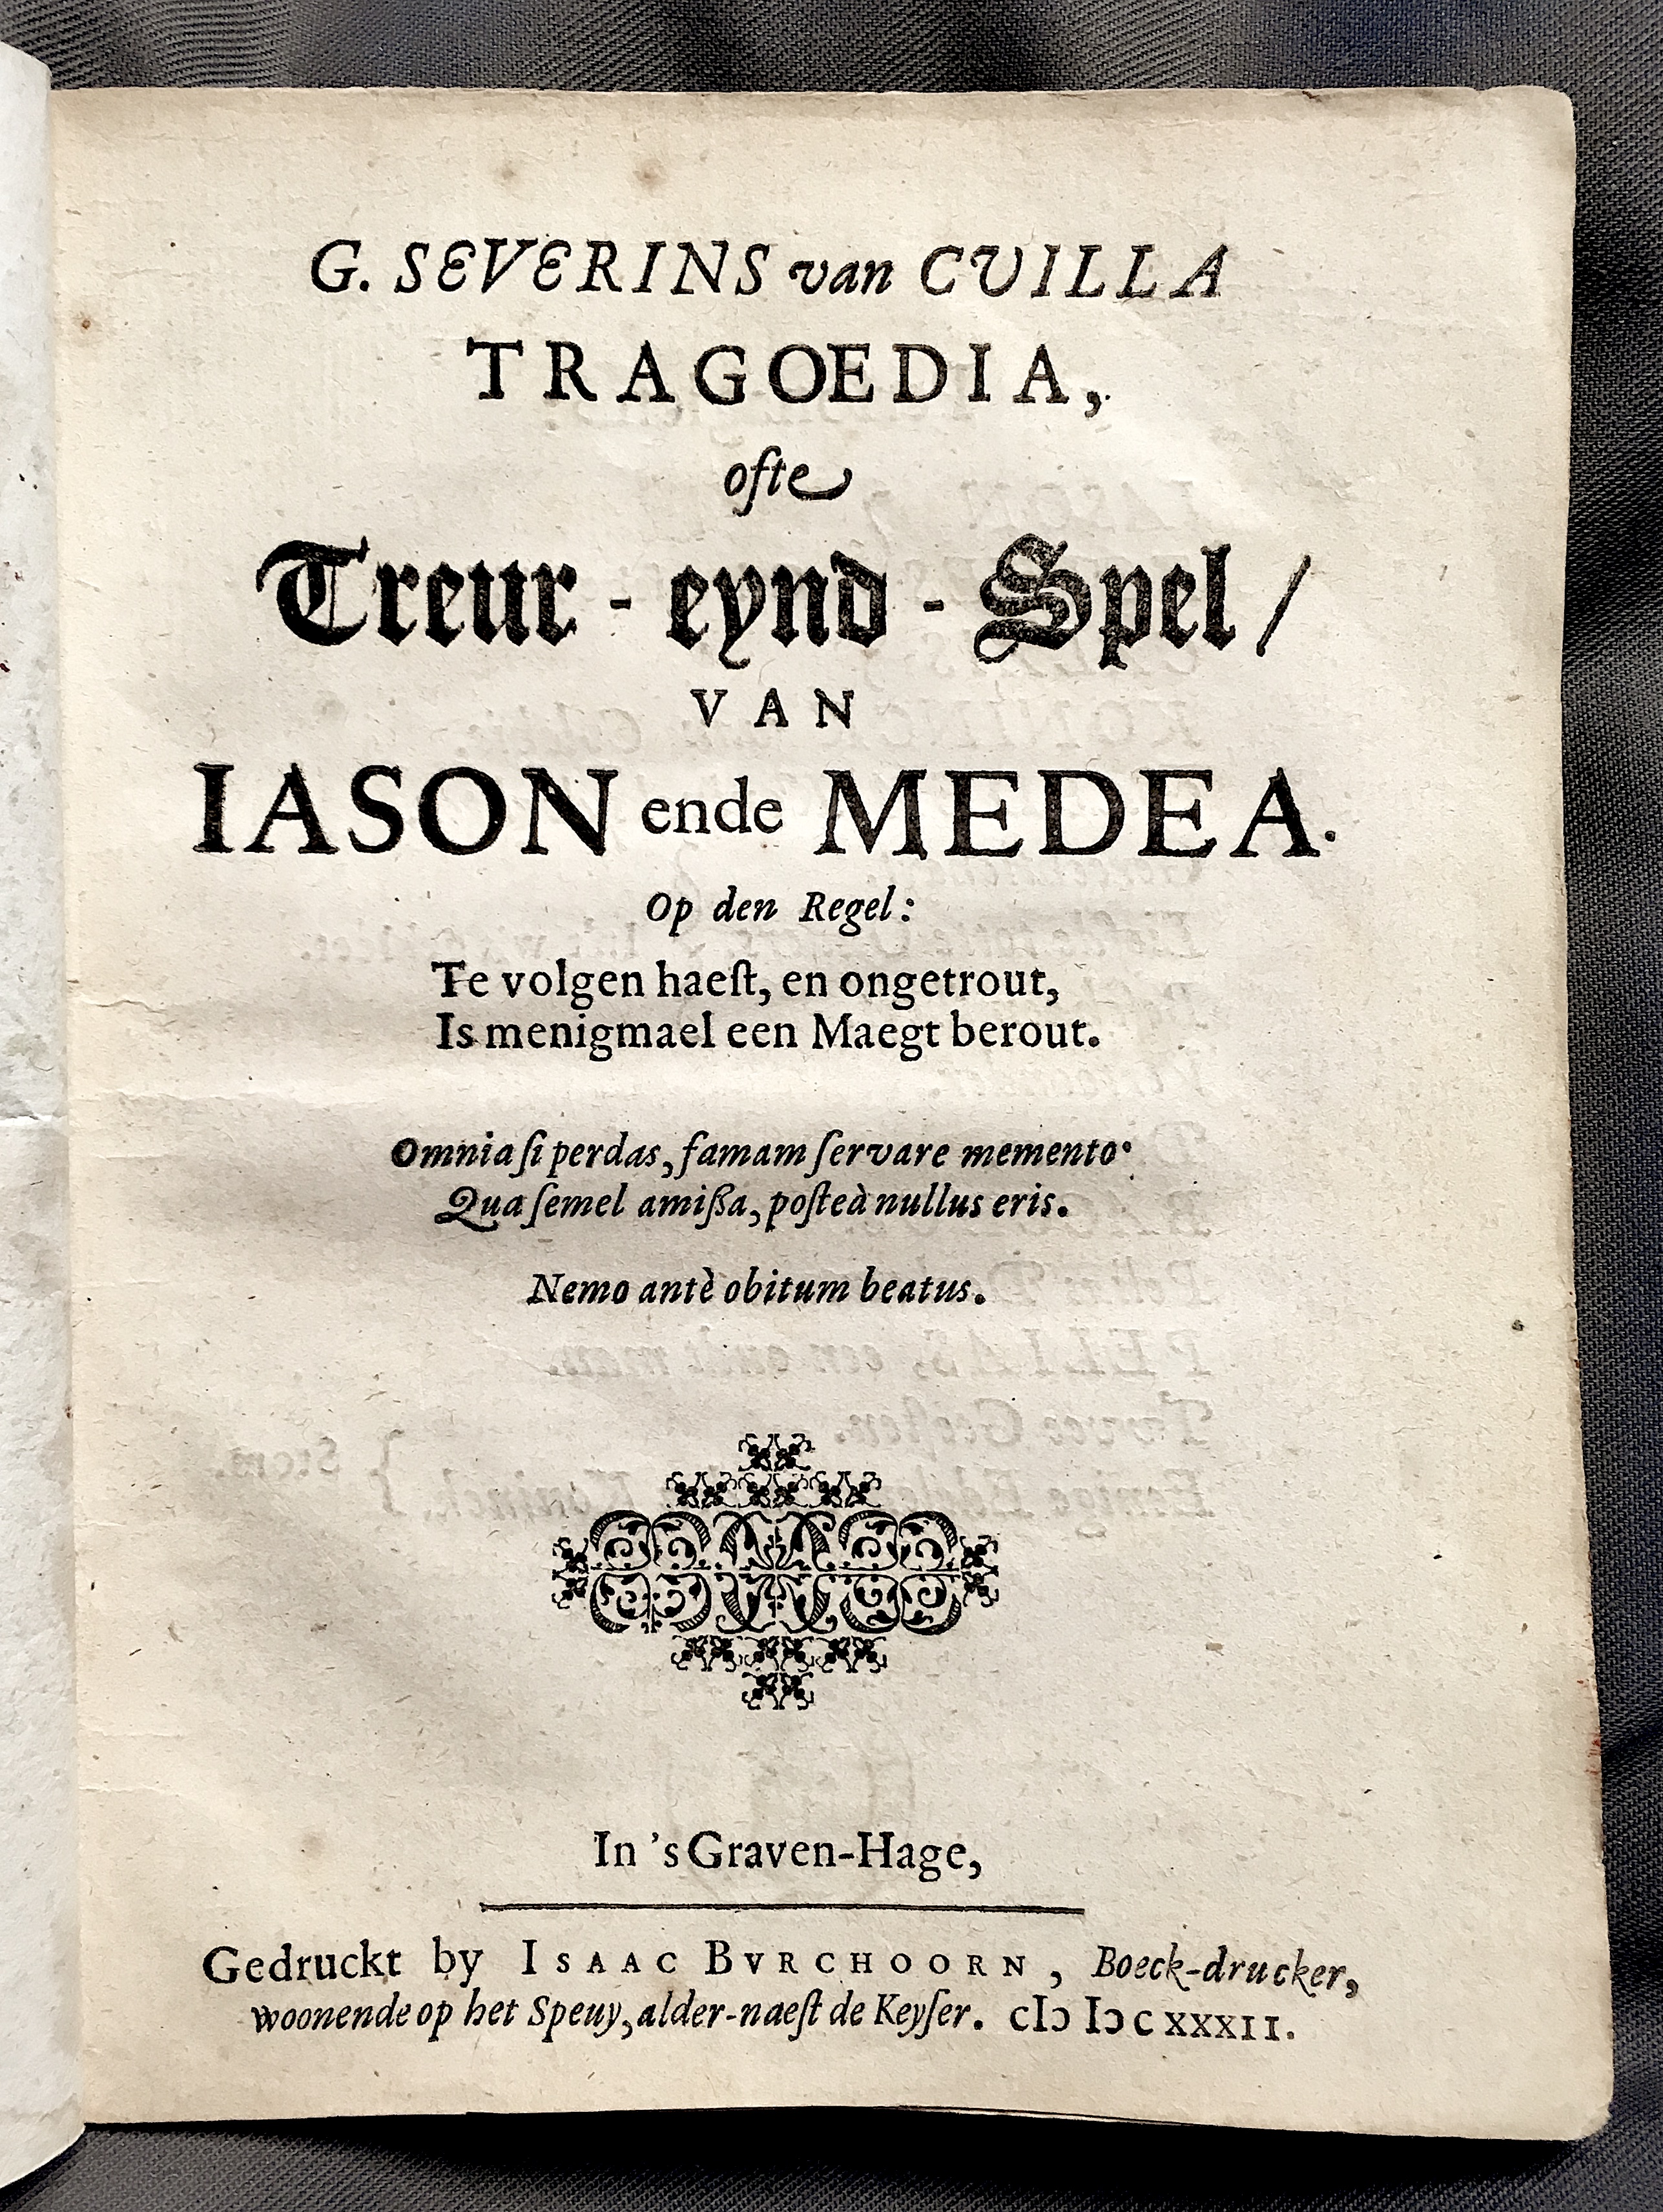 G. SEVERINS van CUILLA
TRAGOEDIA,
ofte
Treur-eynd-Spel/
VAN
IASON ende MEDEA.
Op den Regel:
Te volgen haeſt, en ongetrout,
Is menigmael een Maegt berout.
Omnia ſi perdas, famam ſervare memento.
Qua ſemel amißa, poſteà nullus eris.
Nemo antè obitum beatus.
In 's Graven-Hage,
Gedruckt by ISAAC BVRCHOORN, Boeck-drucker,
woonende op het Speuy, alder-naeſt de Keyſer. cIↄ Iↄ c XXXII.